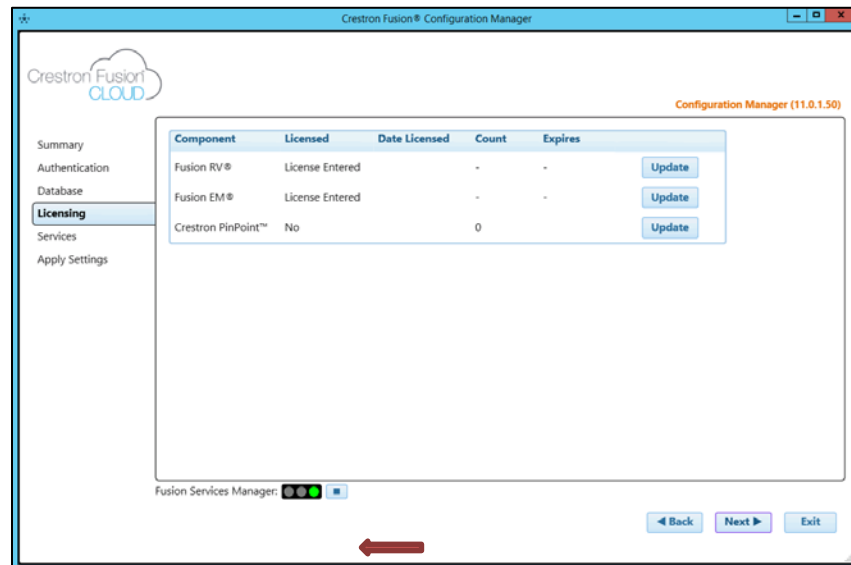 Crestron Fusion® Configuration Manager
Crestron Fusion®
CLOUD
Configuration Manager (11.0.1.50)
Summary
Authentication
Database
Licensing
Services
Apply Settings
Component Licensed Date Licensed Count Expires
Fusion RV® License Entered - - Update
Fusion EM® License Entered - - Update
Crestron PinPoint™ No 0 Update
Fusion Services Manager:
Back Next Exit